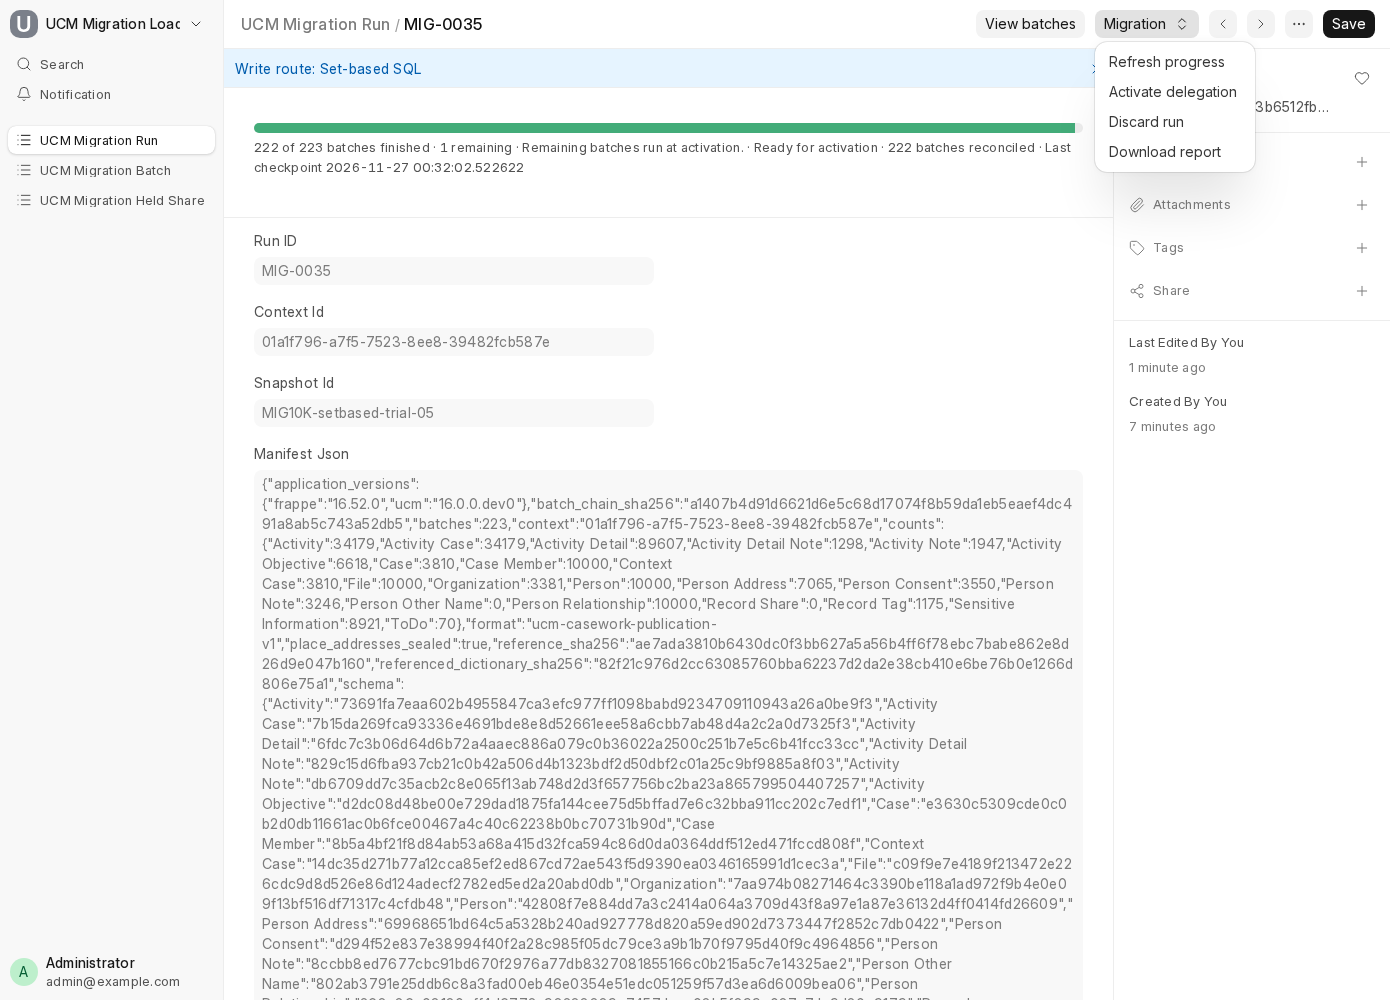 UCM Migration Load
Search
Notification
UCM Migration Run
UCM Migration Batch
UCM Migration Held Share
Administrator
admin@example.com
UCM Migration Run / MIG-0035
View batches
Migration
Save
Refresh progress
Activate delegation
Discard run
Download report
Write route: Set-based SQL
222 of 223 batches finished · 1 remaining · Remaining batches run at activation. · Ready for activation · 222 batches reconciled · Last
checkpoint 2026-11-27 00:32:02.522622
Run ID
MIG-0035
Context Id
01a1f796-a7f5-7523-8ee8-39482fcb587e
Snapshot Id
MIG10K-setbased-trial-05
Manifest Json
{"application_versions":
{"frappe":"16.52.0","ucm":"16.0.0.dev0"},"batch_chain_sha256":"a1407b4d91d6621d6e5c68d17074f8b59da1eb5eaef4dc4
91a8ab5c743a52db5","batches":223,"context":"01a1f796-a7f5-7523-8ee8-39482fcb587e","counts":
{"Activity":34179,"Activity Case":34179,"Activity Detail":89607,"Activity Detail Note":1298,"Activity Note":1947,"Activity
Objective":6618,"Case":3810,"Case Member":10000,"Context
Case":3810,"File":10000,"Organization":3381,"Person":10000,"Person Address":7065,"Person Consent":3550,"Person
Note":3246,"Person Other Name":0,"Person Relationship":10000,"Record Share":0,"Record Tag":1175,"Sensitive
Information":8921,"ToDo":70},"format":"ucm-casework-publication-
v1","place_addresses_sealed":true,"reference_sha256":"ae7ada3810b6430dc0f3bb627a5a56b4ff6f78ebc7babe862e8d
26d9e047b160","referenced_dictionary_sha256":"82f21c976d2cc63085760bba62237d2da2e38cb410e6be76b0e1266d
806e75a1","schema":
{"Activity":"73691fa7eaa602b4955847ca3efc977ff1098babd9234709110943a26a0be9f3","Activity
Case":"7b15da269fca93336e4691bde8e8d52661eee58a6cbb7ab48d4a2c2a0d7325f3","Activity
Detail":"6fdc7c3b06d64d6b72a4aaec886a079c0b36022a2500c251b7e5c6b41fcc33cc","Activity Detail
Note":"829c15d6fba937cb21c0b42a506d4b1323bdf2d50dbf2c01a25c9bf9885a8f03","Activity
Note":"db6709dd7c35acb2c8e065f13ab748d2d3f657756bc2ba23a865799504407257","Activity
Objective":"d2dc08d48be00e729dad1875fa144cee75d5bffad7e6c32bba911cc202c7edf1","Case":"e3630c5309cde0c0
b2d0db11661ac0b6fce00467a4c40c62238b0bc70731b90d","Case
Member":"8b5a4bf21f8d84ab53a68a415d32fca594c86d0da0364ddf512ed471fccd808f","Context
Case":"14dc35d271b77a12cca85ef2ed867cd72ae543f5d9390ea0346165991d1cec3a","File":"c09f9e7e4189f213472e22
6cdc9d8d526e86d124adecf2782ed5ed2a20abd0db","Organization":"7aa974b08271464c3390be118a1ad972f9b4e0e0
9f13bf516df71317c4cfdb48","Person":"42808f7e884dd7a3c2414a064a3709d43f8a97e1a87e36132d4ff0414fd26609","
Person Address":"69968651bd64c5a5328b240ad927778d820a59ed902d7373447f2852c7db0422","Person
Consent":"d294f52e837e38994f40f2a28c985f05dc79ce3a9b1b70f9795d40f9c4964856","Person
Note":"8ccbb8ed7677cbc91bd670f2976a77db8327081855166c0b215a5c7e14325ae2","Person Other
Name":"802ab3791e25ddb6c8a3fad00eb46e0354e51edc051259f57d3ea6d6009bea06","Person
3b6512fb...
Attachments
Tags
Share
Last Edited By You
1 minute ago
Created By You
7 minutes ago